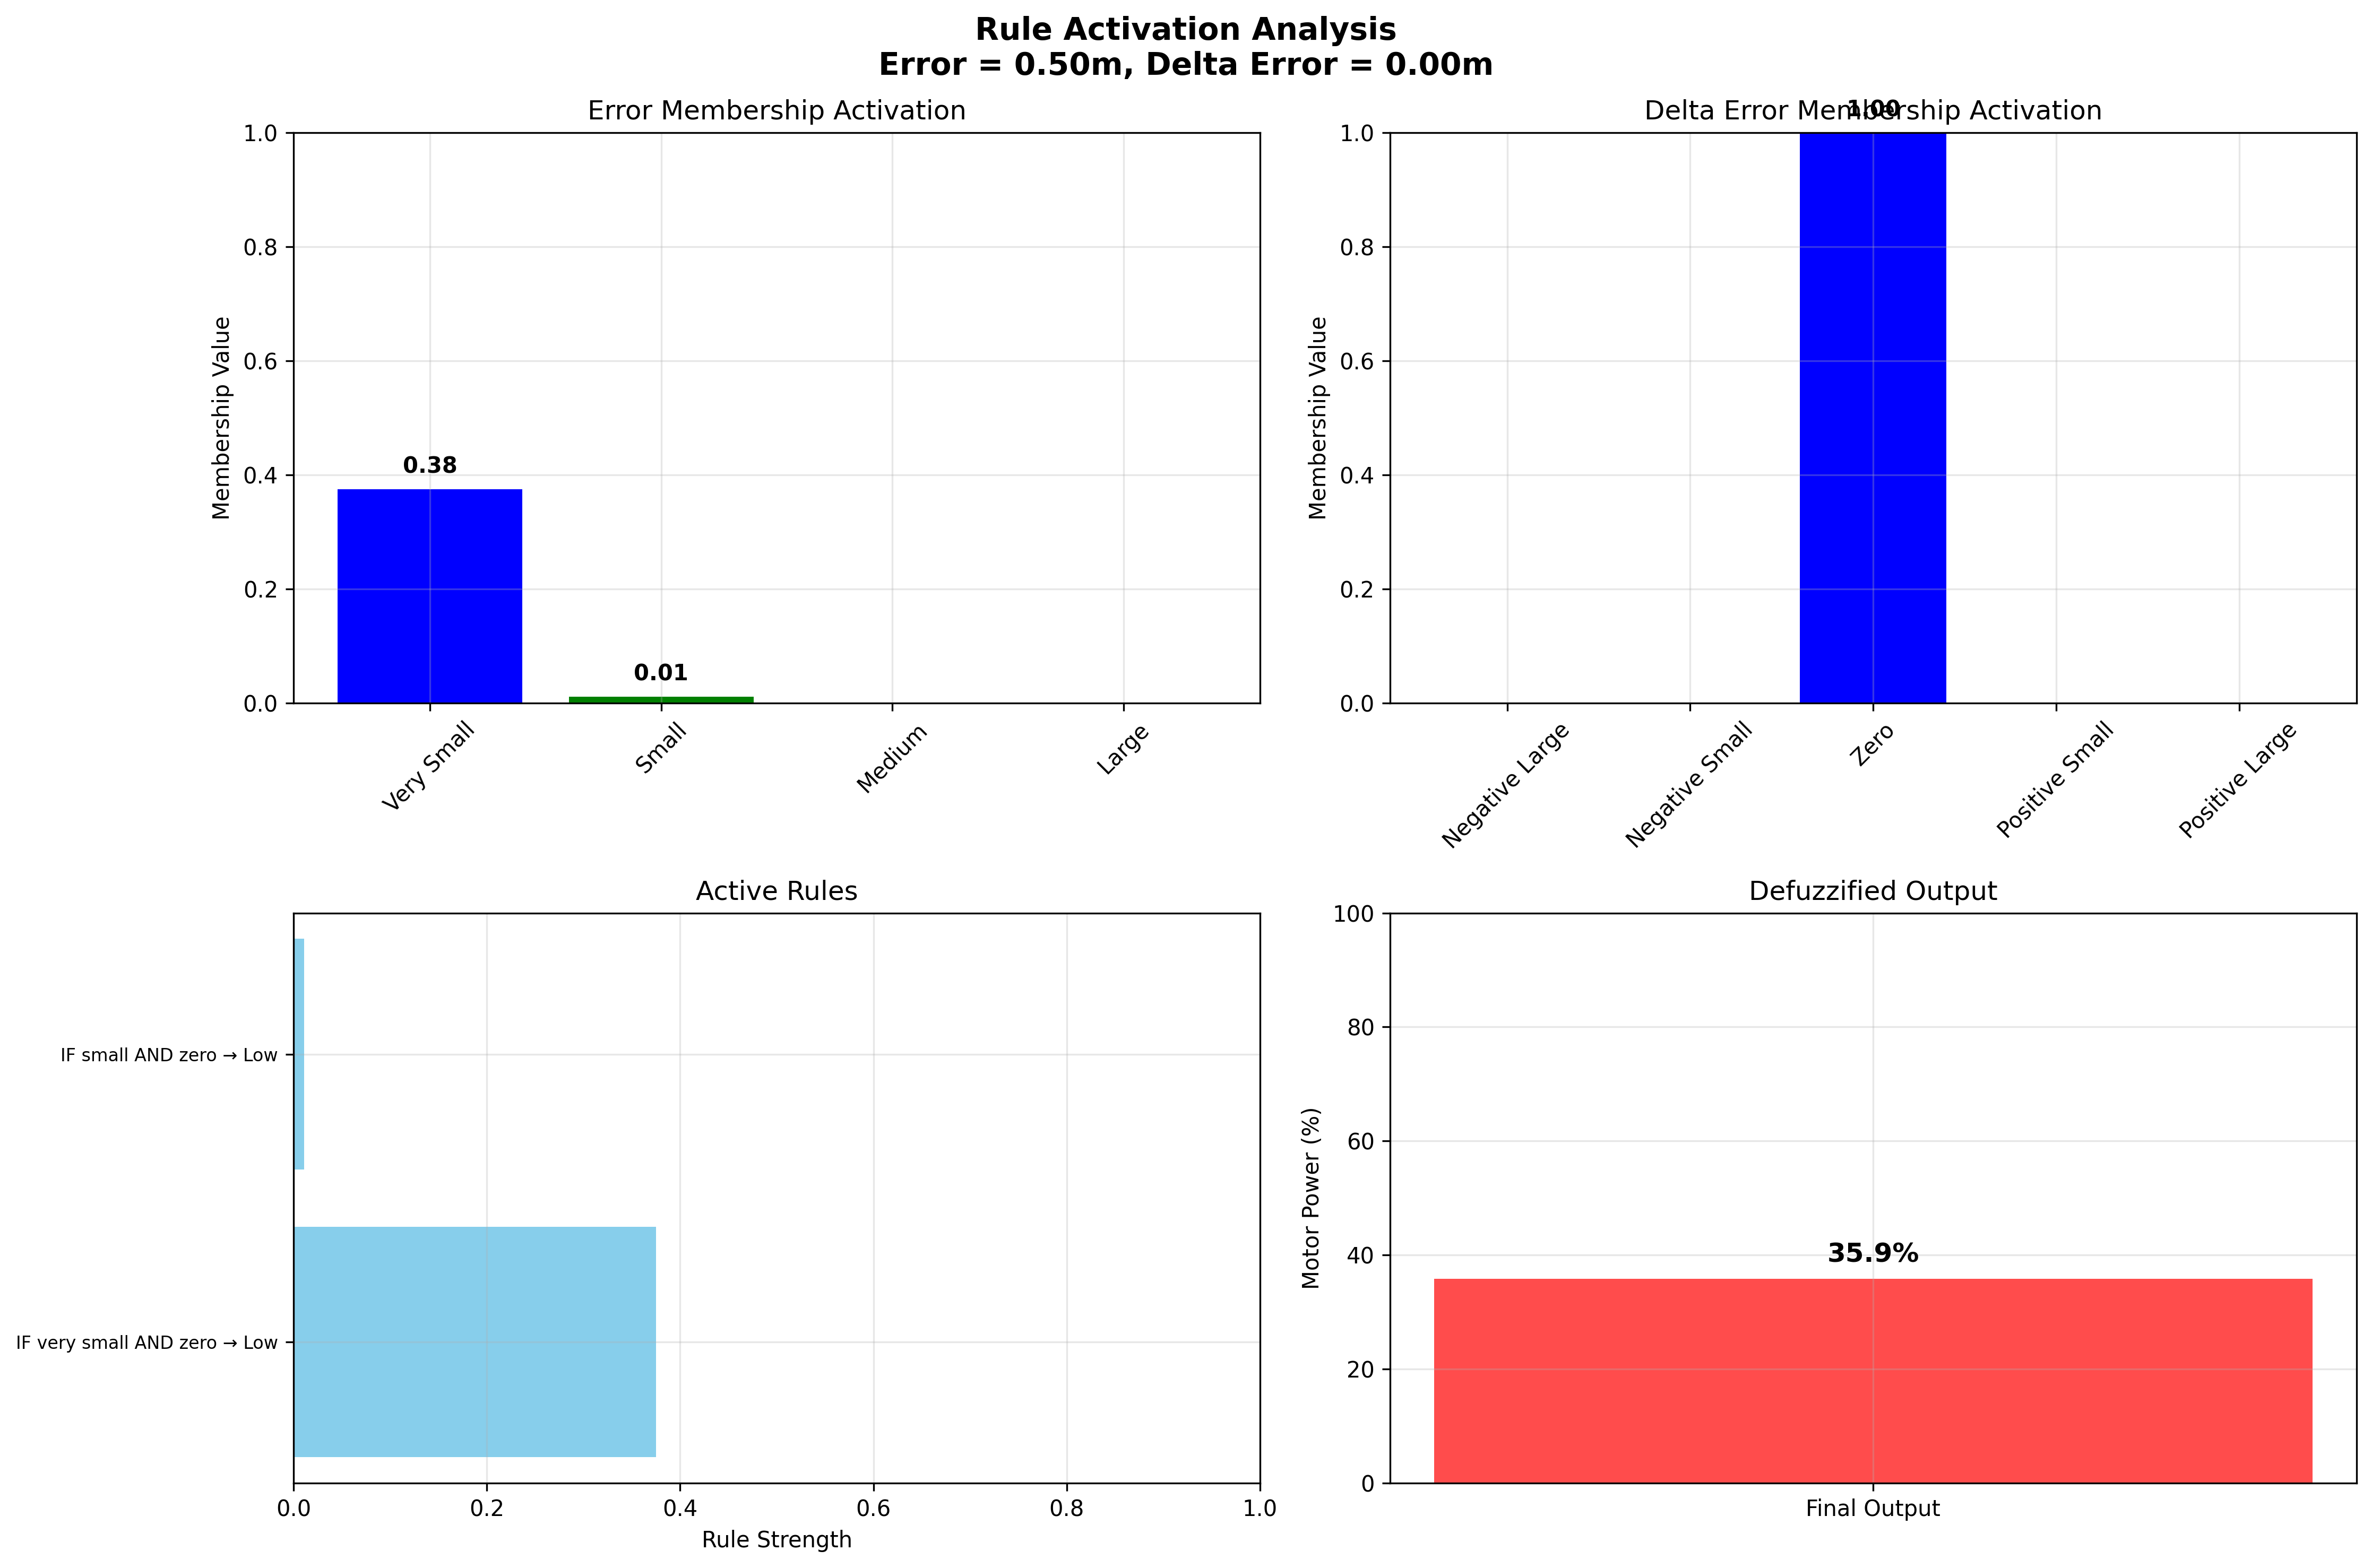 Rule Activation Analysis
Error = 0.50m, Delta Error = 0.00m
Error Membership Activation
Membership Value
1.0
0.8
0.6
0.4
0.2
0.0
0.38
0.01
Very Small
Small
Medium
Large
Delta Error Membership Activation
1.00
Membership Value
1.0
0.8
0.6
0.4
0.2
0.0
Negative Large
Negative Small
Zero
Positive Small
Positive Large
Active Rules
IF small AND zero → Low
IF very small AND zero → Low
0.0 0.2 0.4 0.6 0.8 1.0
Rule Strength
Defuzzified Output
Motor Power (%)
100
80
60
40
20
0
35.9%
Final Output